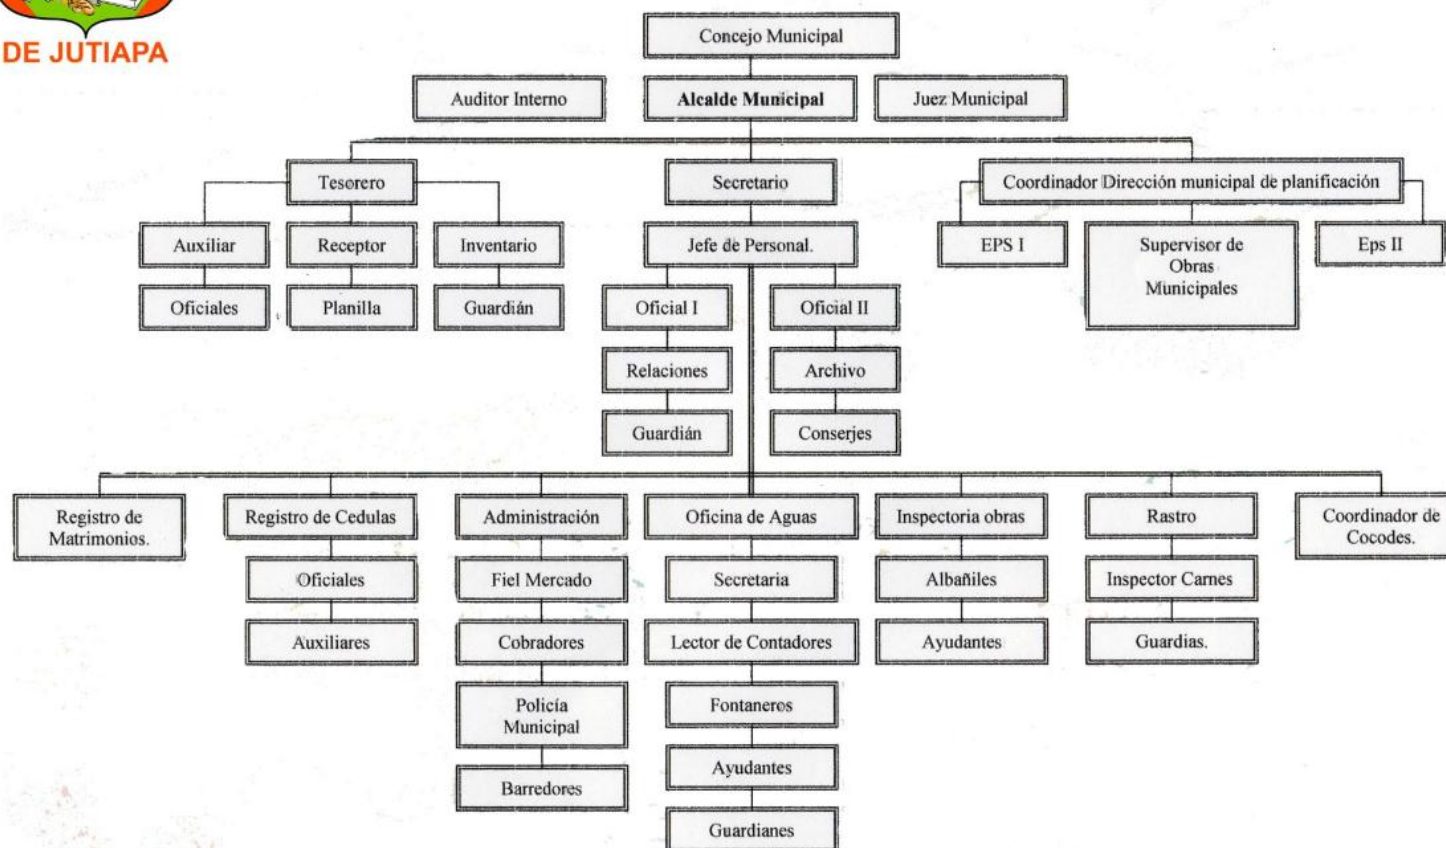 DE JUTIAPA
Concejo Municipal
Auditor Interno
Alcalde Municipal
Juez Municipal
Tesorero
Secretario
Coordinador Dirección municipal de planificación
Auxiliar
Receptor
Inventario
Jefe de Personal.
EPS I
Supervisor de
Obras
Municipales
Eps II
Oficiales
Planilla
Guardián
Oficial I
Oficial II
Relaciones
Archivo
Guardián
Conserjes
Registro de
Matrimonios.
Registro de Cedulas
Administración
Oficina de Aguas
Inspectoria obras
Rastro
Coordinador de
Cocodes.
Oficiales
Fiel Mercado
Secretaria
Albañiles
Inspector Carnes
Auxiliares
Cobradores
Lector de Contadores
Ayudantes
Guardias.
Policía
Municipal
Fontaneros
Barredores
Ayudantes
Guardianes